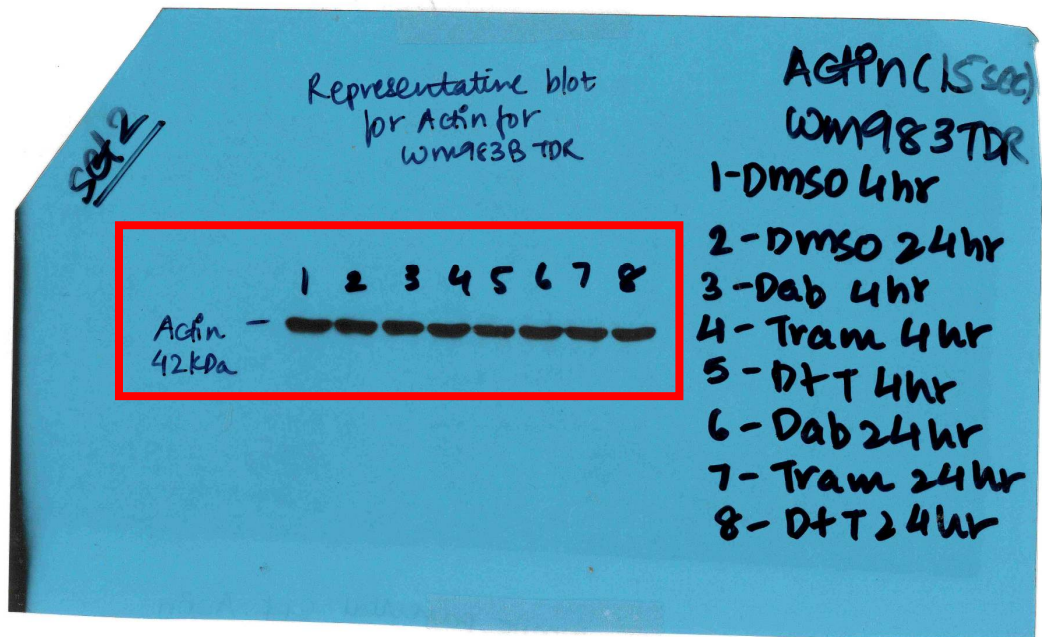 Set 2
Representative blot
for Actin for
WM983B TDR
Actin (15 sec)
WM983TDR
1-DMSO 4hr
2-DMSO 24hr
3-Dab 4hr
4-Tram 4hr
5-D+T 4hr
6-Dab 24hr
7-Tram 24hr
8-D+T 24hr
1 2 3 4 5 6 7 8
Actin -
42KDa